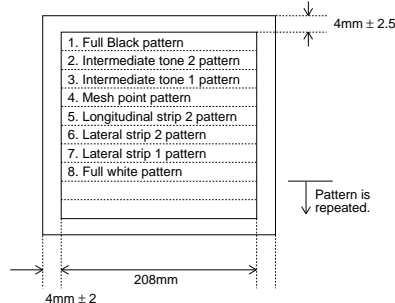 4mm ± 2.5
1. Full Black pattern
2. Intermediate tone 2 pattern
3. Intermediate tone 1 pattern
4. Mesh point pattern
5. Longitudinal strip 2 pattern
6. Lateral strip 2 pattern
7. Lateral strip 1 pattern
8. Full white pattern
Pattern is
repeated.
208mm
4mm ± 2